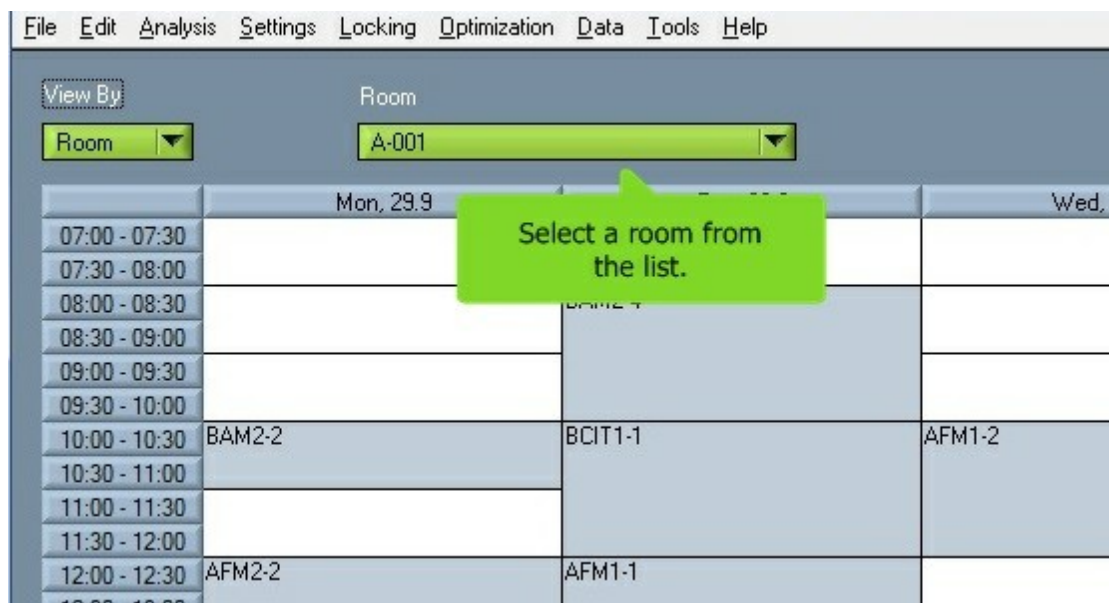 File Edit Analysis Settings Locking Optimization Data Tools Help
View By Room
Room A-001
Mon, 29.9 Wed,
Select a room from
the list.
07:00 - 07:30
07:30 - 08:00
08:00 - 08:30
08:30 - 09:00
09:00 - 09:30
09:30 - 10:00
10:00 - 10:30 BAM2-2 BCIT1-1 AFM1-2
10:30 - 11:00
11:00 - 11:30
11:30 - 12:00
12:00 - 12:30 AFM2-2 AFM1-1